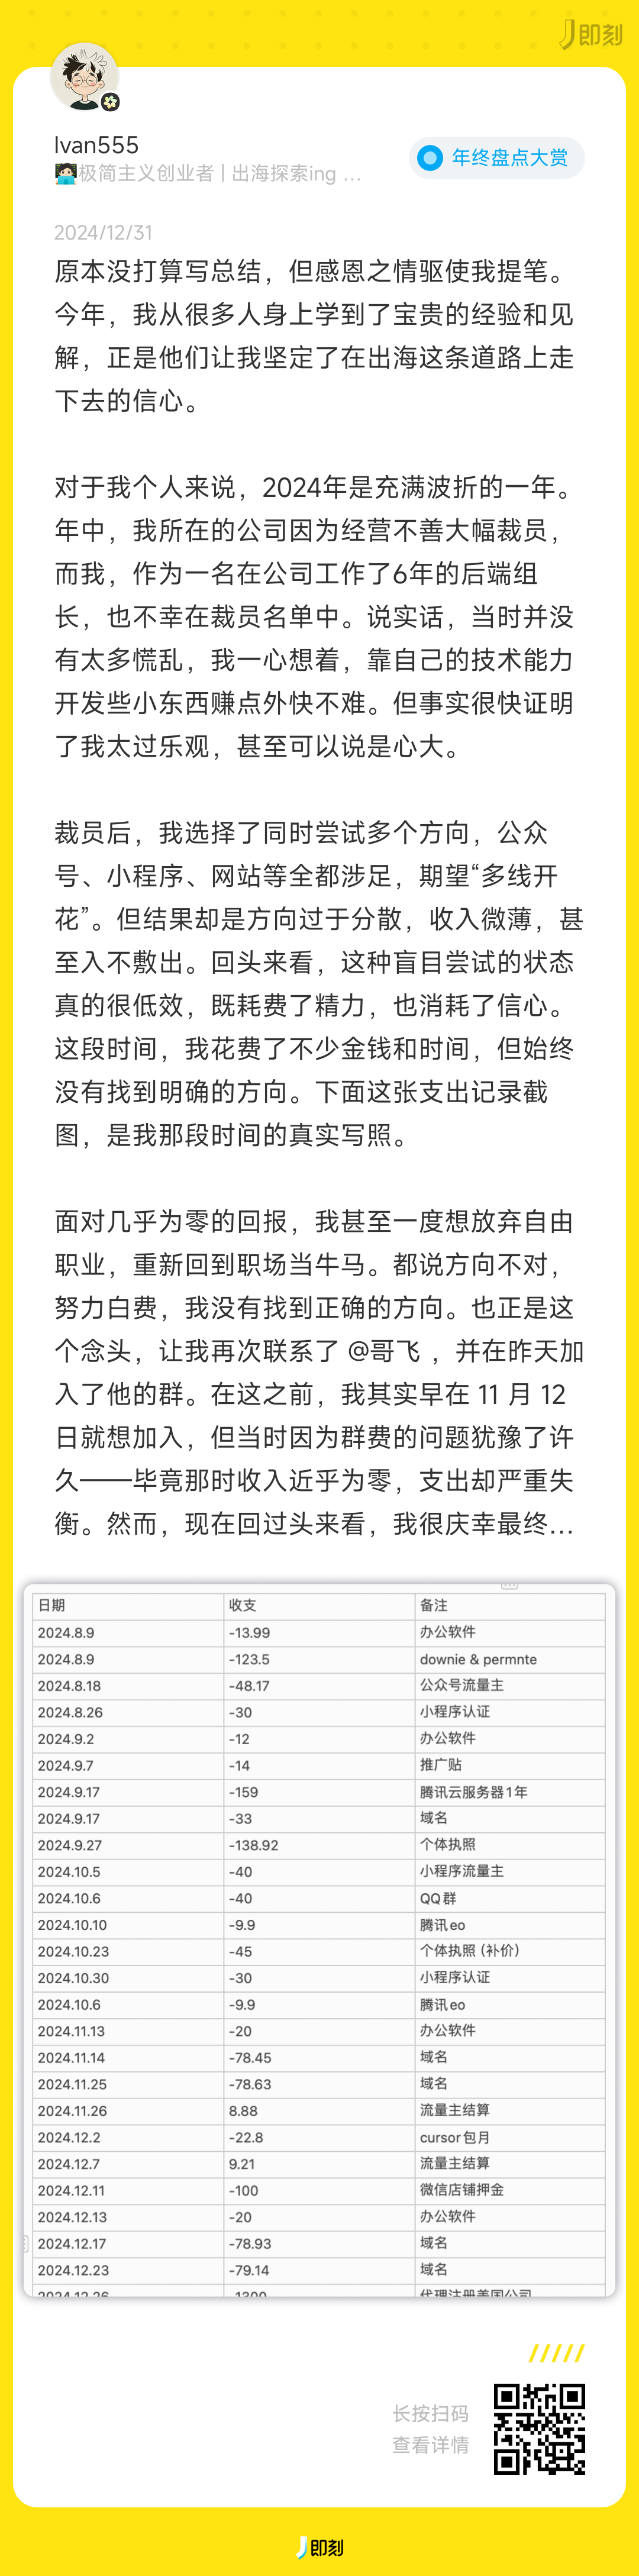 即刻
Ivan555
极简主义创业者 | 出海探索ing ...
年终盘点大赏
2024/12/31
原本没打算写总结，但感恩之情驱使我提笔。
今年，我从很多人身上学到了宝贵的经验和见
解，正是他们让我坚定了在出海这条道路上走
下去的信心。
对于我个人来说，2024年是充满波折的一年。
年中，我所在的公司因为经营不善大幅裁员，
而我，作为一名在公司工作了6年的后端组
长，也不幸在裁员名单中。说实话，当时并没
有太多慌乱，我一心想着，靠自己的技术能力
开发些小东西赚点外快不难。但事实很快证明
了我太过乐观，甚至可以说是心大。
裁员后，我选择了同时尝试多个方向，公众
号、小程序、网站等全都涉足，期望“多线开
花”。但结果却是方向过于分散，收入微薄，甚
至入不敷出。回头来看，这种盲目尝试的状态
真的很低效，既耗费了精力，也消耗了信心。
这段时间，我花费了不少金钱和时间，但始终
没有找到明确的方向。下面这张支出记录截
图，是我那段时间的真实写照。
面对几乎为零的回报，我甚至一度想放弃自由
职业，重新回到职场当牛马。都说方向不对，
努力白费，我没有找到正确的方向。也正是这
个念头，让我再次联系了 @哥飞 ，并在昨天加
入了他的群。在这之前，我其实早在 11 月 12
日就想加入，但当时因为群费的问题犹豫了许
久——毕竟那时收入近乎为零，支出却严重失
衡。然而，现在回过头来看，我很庆幸最终...
日期 收支 备注
2024.8.9 -13.99 办公软件
2024.8.9 -123.5 downie & permnte
2024.8.18 -48.17 公众号流量主
2024.8.26 -30 小程序认证
2024.9.2 -12 办公软件
2024.9.7 -14 推广贴
2024.9.17 -159 腾讯云服务器1年
2024.9.17 -33 域名
2024.9.27 -138.92 个体执照
2024.10.5 -40 小程序流量主
2024.10.6 -40 QQ群
2024.10.10 -9.9 腾讯eo
2024.10.23 -45 个体执照（补价）
2024.10.30 -30 小程序认证
2024.10.6 -9.9 腾讯eo
2024.11.13 -20 办公软件
2024.11.14 -78.45 域名
2024.11.25 -78.63 域名
2024.11.26 8.88 流量主结算
2024.12.2 -22.8 cursor包月
2024.12.7 9.21 流量主结算
2024.12.11 -100 微信店铺押金
2024.12.13 -20 办公软件
2024.12.17 -78.93 域名
2024.12.23 -79.14 域名
2024.12.26 -1300 代理注册美国公司
长按扫码
查看详情
即刻